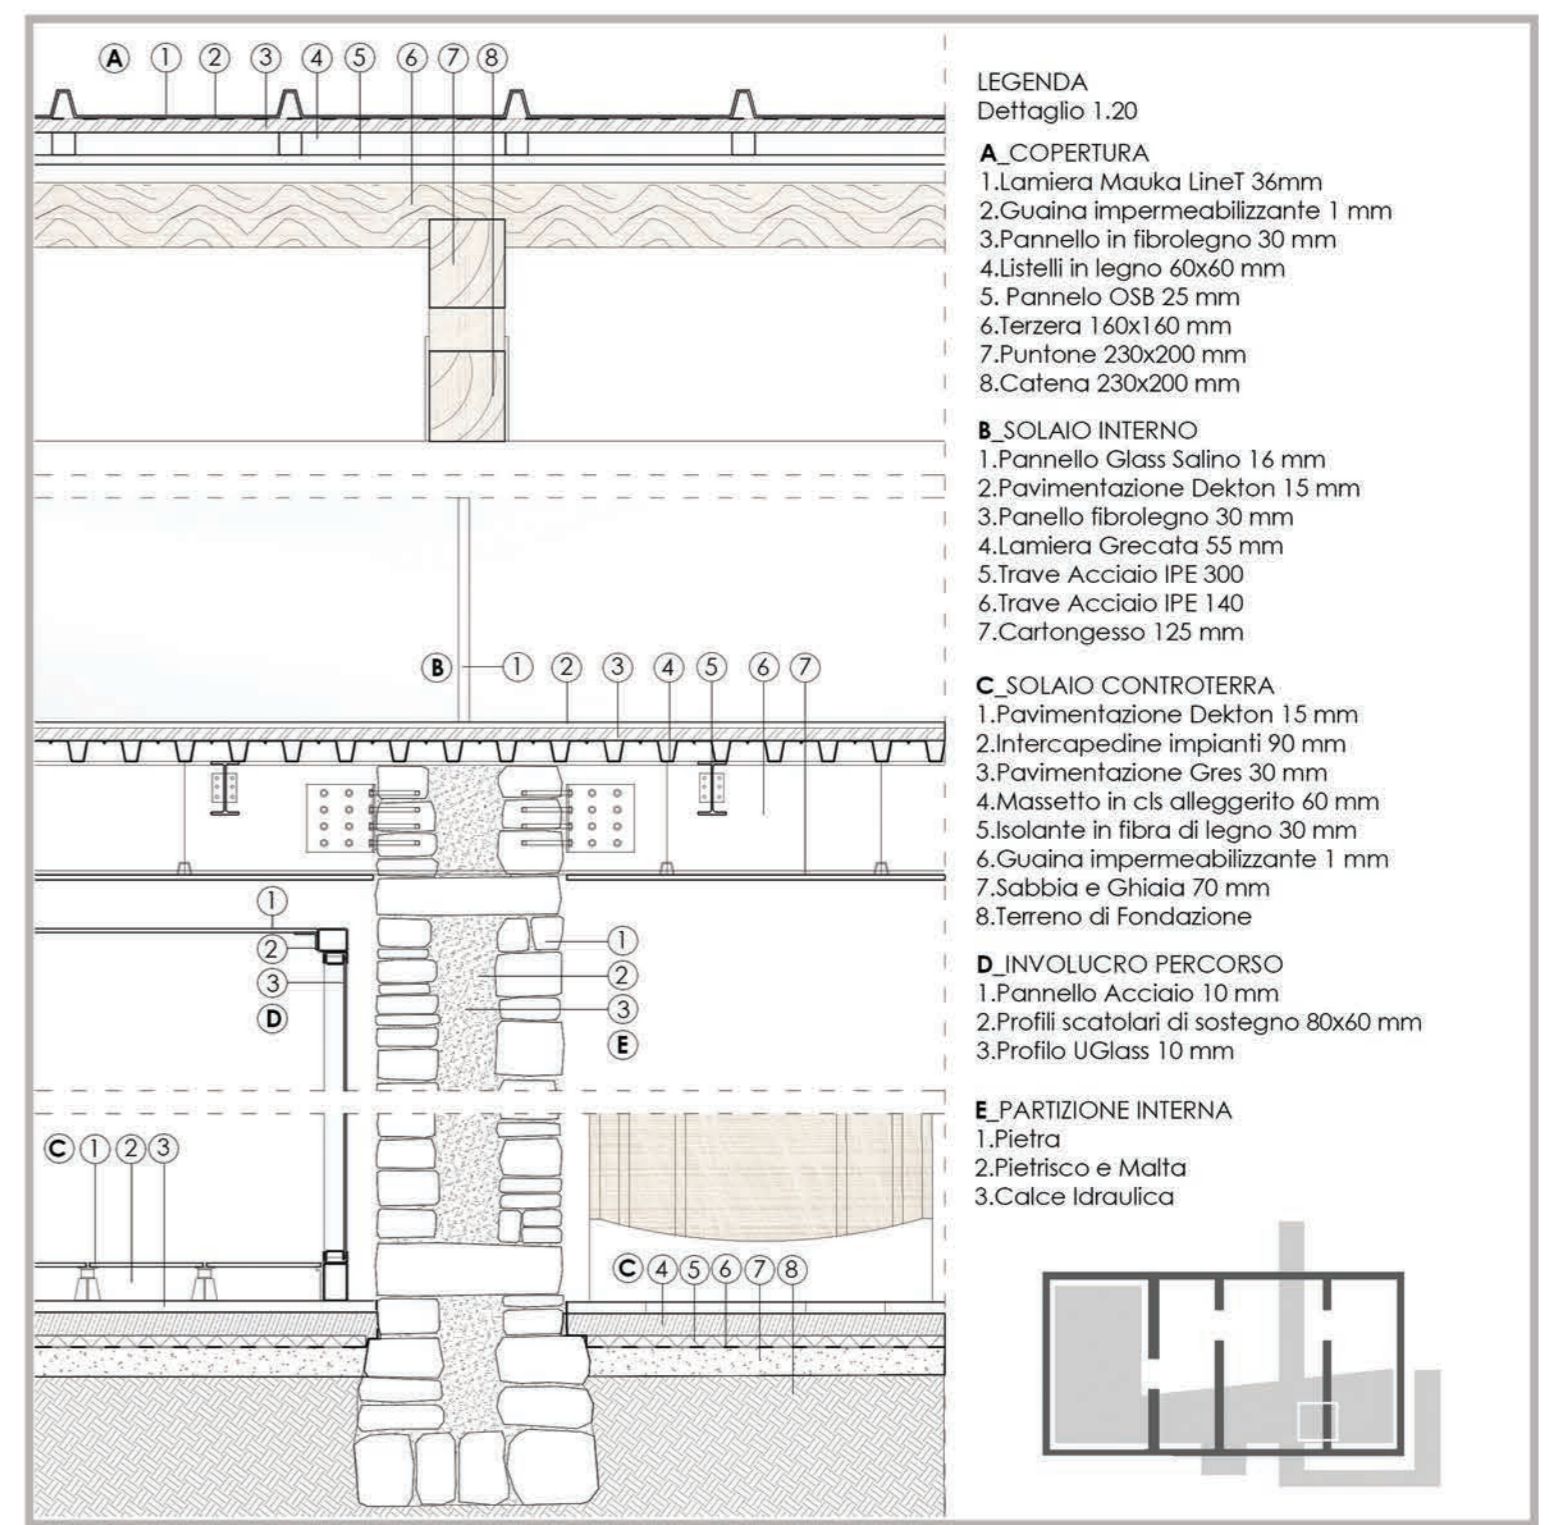 A 1 2 3 4 5 6 7 8
B 1 2 3 4 5 6 7
1
2
3
D
1
2
3
E
C 1 2 3
C 4 5 6 7 8
LEGENDA
Dettaglio 1.20
A_COPERTURA
1.Lamiera Mauka LineT 36mm
2.Guaina impermeabilizzante 1 mm
3.Pannello in fibrolegno 30 mm
4.Listelli in legno 60x60 mm
5. Pannelo OSB 25 mm
6.Terzera 160x160 mm
7.Puntone 230x200 mm
8.Catena 230x200 mm
B_SOLAIO INTERNO
1.Pannello Glass Salino 16 mm
2.Pavimentazione Dekton 15 mm
3.Panello fibrolegno 30 mm
4.Lamiera Grecata 55 mm
5.Trave Acciaio IPE 300
6.Trave Acciaio IPE 140
7.Cartongesso 125 mm
C_SOLAIO CONTROTERRA
1.Pavimentazione Dekton 15 mm
2.Intercapedine impianti 90 mm
3.Pavimentazione Gres 30 mm
4.Massetto in cls alleggerito 60 mm
5.Isolante in fibra di legno 30 mm
6.Guaina impermeabilizzante 1 mm
7.Sabbia e Ghiaia 70 mm
8.Terreno di Fondazione
D_INVOLUCRO PERCORSO
1.Pannello Acciaio 10 mm
2.Profili scatolari di sostegno 80x60 mm
3.Profilo UGlass 10 mm
E_PARTIZIONE INTERNA
1.Pietra
2.Pietrisco e Malta
3.Calce Idraulica